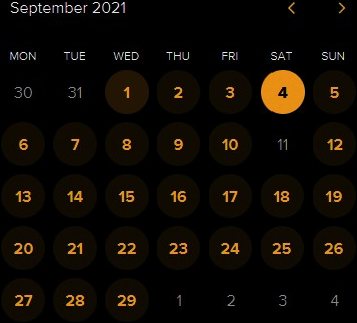 September 2021
MON TUE WED THU FRI SAT SUN
30 31 1 2 3 4 5
6 7 8 9 10 11 12
13 14 15 16 17 18 19
20 21 22 23 24 25 26
27 28 29 1 2 3 4